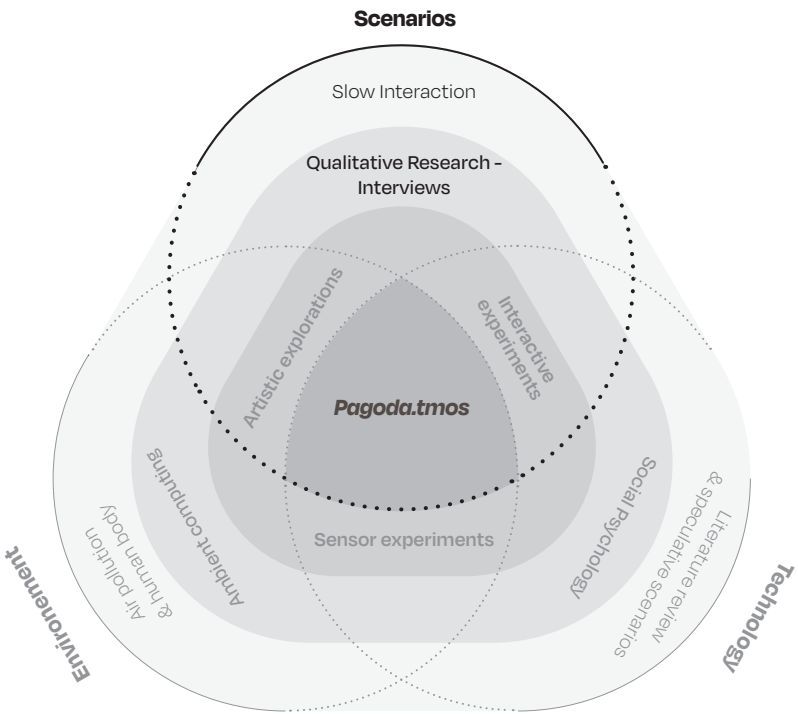 Scenarios
Slow Interaction
Qualitative Research -
Interviews
Artistic explorations
Interactive
experiments
Pagoda.tmos
Sensor experiments
Ambient computing
Air pollution
& human body
Environement
Social Psychology
Literature review
& speculative scenarios
Technology